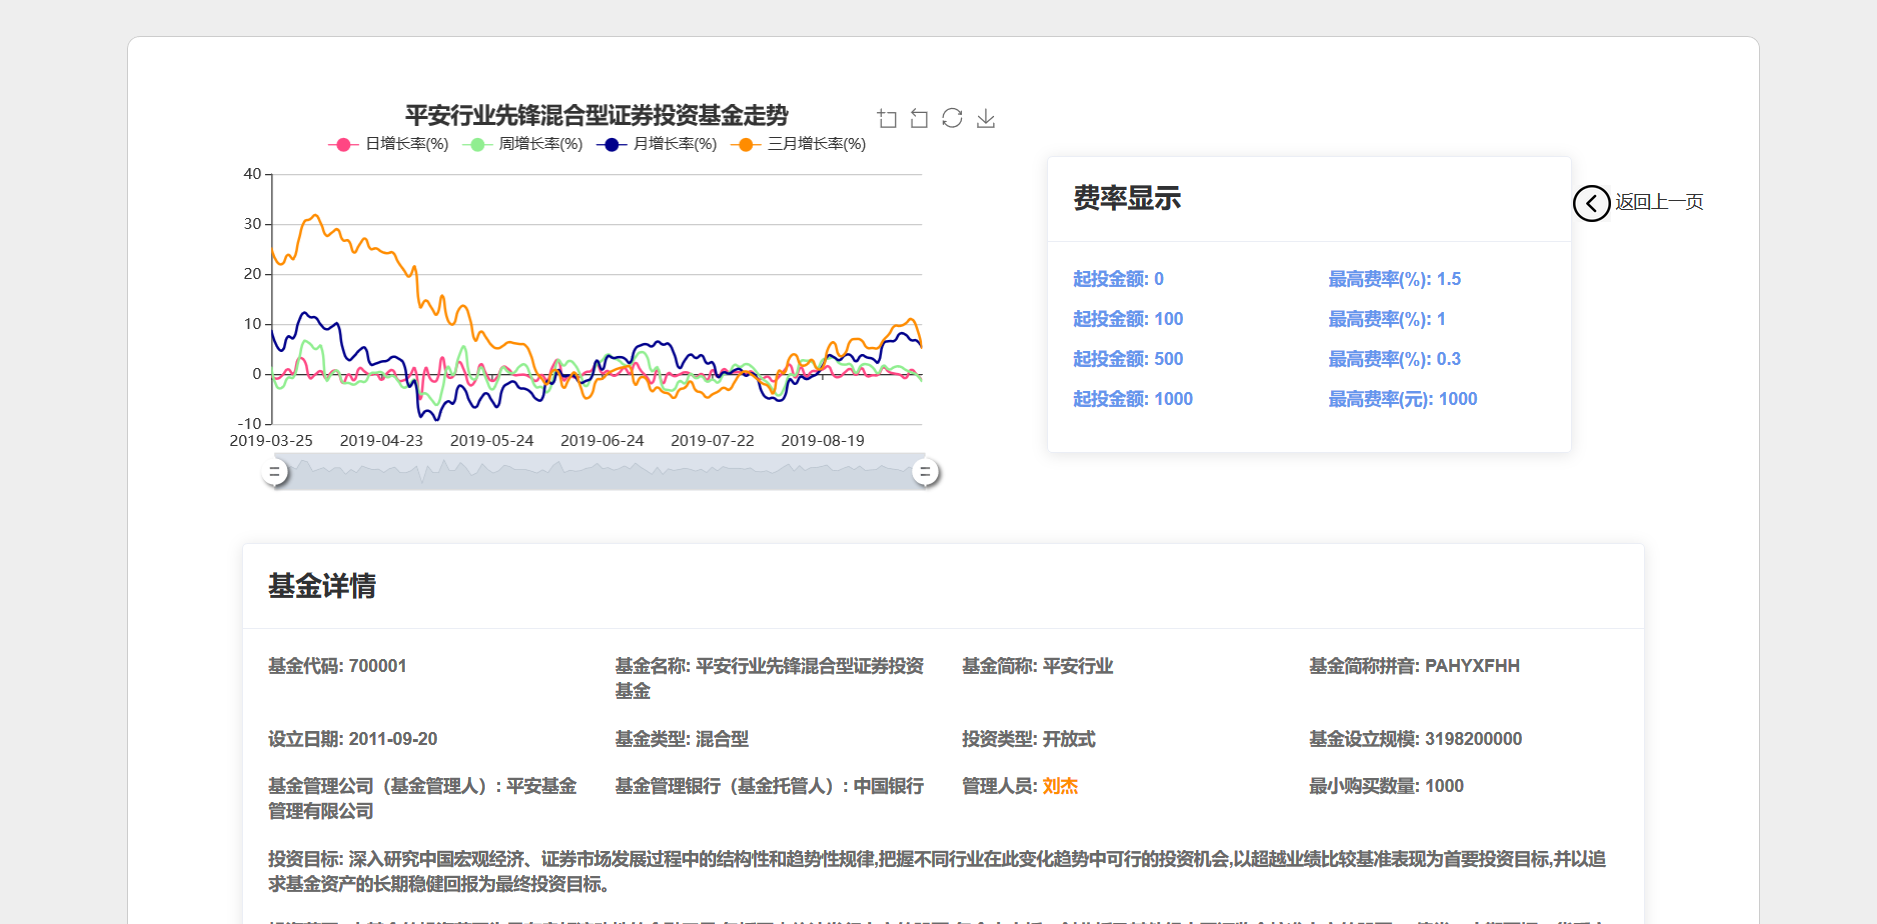 平安行业先锋混合型证券投资基金走势
日增长率(%) 周增长率(%) 月增长率(%) 三月增长率(%)
40
30
20
10
0
-10
2019-03-25 2019-04-23 2019-05-24 2019-06-24 2019-07-22 2019-08-19
费率显示
返回上一页
起投金额: 0 最高费率(%): 1.5
起投金额: 100 最高费率(%): 1
起投金额: 500 最高费率(%): 0.3
起投金额: 1000 最高费率(元): 1000
基金详情
基金代码: 700001 基金名称: 平安行业先锋混合型证券投资 基金简称: 平安行业 基金简称拼音: PAHYXFHH
基金
设立日期: 2011-09-20 基金类型: 混合型 投资类型: 开放式 基金设立规模: 3198200000
基金管理公司（基金管理人）: 平安基金 基金管理银行（基金托管人）: 中国银行 管理人员: 刘杰 最小购买数量: 1000
管理有限公司
投资目标: 深入研究中国宏观经济、证券市场发展过程中的结构性和趋势性规律,把握不同行业在此变化趋势中可行的投资机会,以超越业绩比较基准表现为首要投资目标,并以追
求基金资产的长期稳健回报为最终投资目标。